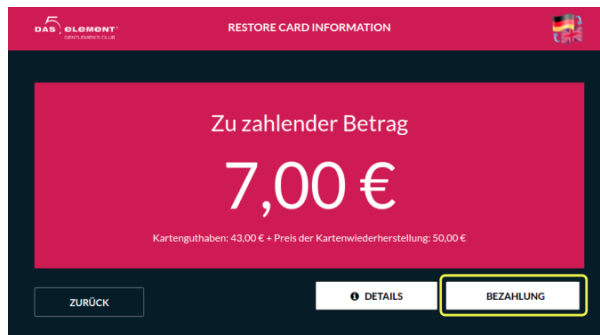 DAS 5. ELEMENT
GENTLEMEN'S CLUB
RESTORE CARD INFORMATION
Zu zahlender Betrag
7,00 €
Kartenguthaben: 43,00 € + Preis der Kartenwiederherstellung: 50,00 €
ZURÜCK
DETAILS
BEZAHLUNG